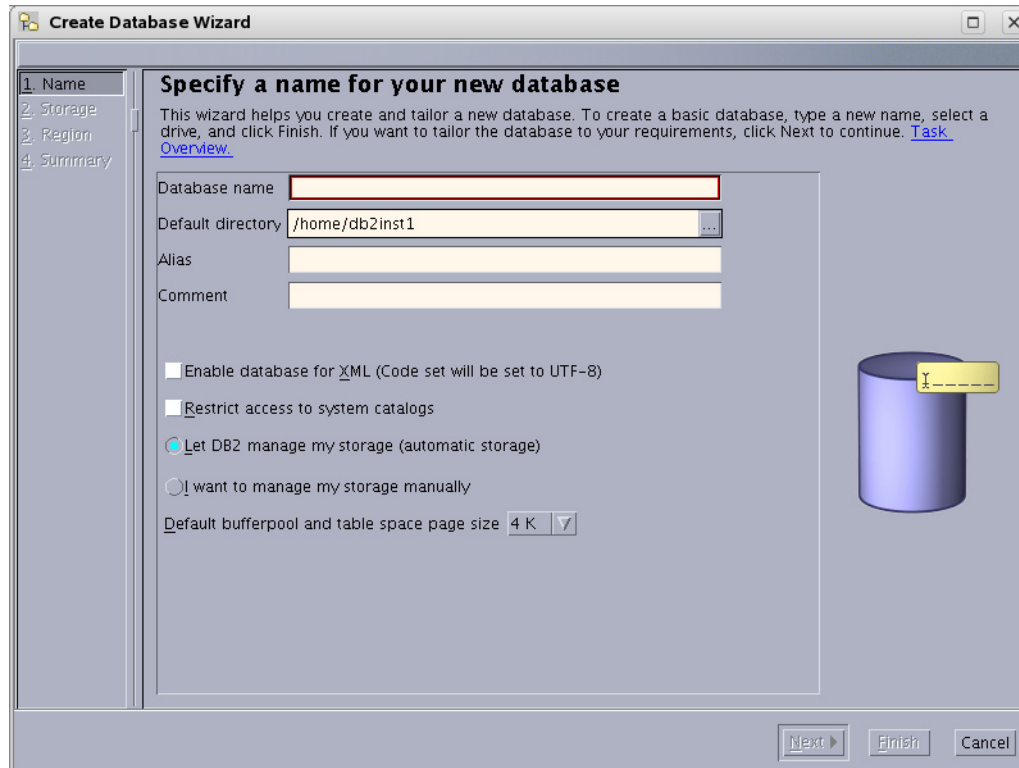 Create Database Wizard
1. Name
2. Storage
3. Region
4. Summary
Specify a name for your new database
This wizard helps you create and tailor a new database. To create a basic database, type a new name, select a
drive, and click Finish. If you want to tailor the database to your requirements, click Next to continue. Task
Overview.
Database name
Default directory /home/db2inst1 ...
Alias
Comment
Enable database for XML (Code set will be set to UTF-8)
Restrict access to system catalogs
Let DB2 manage my storage (automatic storage)
I want to manage my storage manually
Default bufferpool and table space page size 4 K
Next Finish Cancel